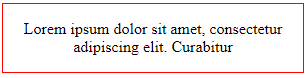 Lorem ipsum dolor sit amet, consectetur
adipiscing elit. Curabitur